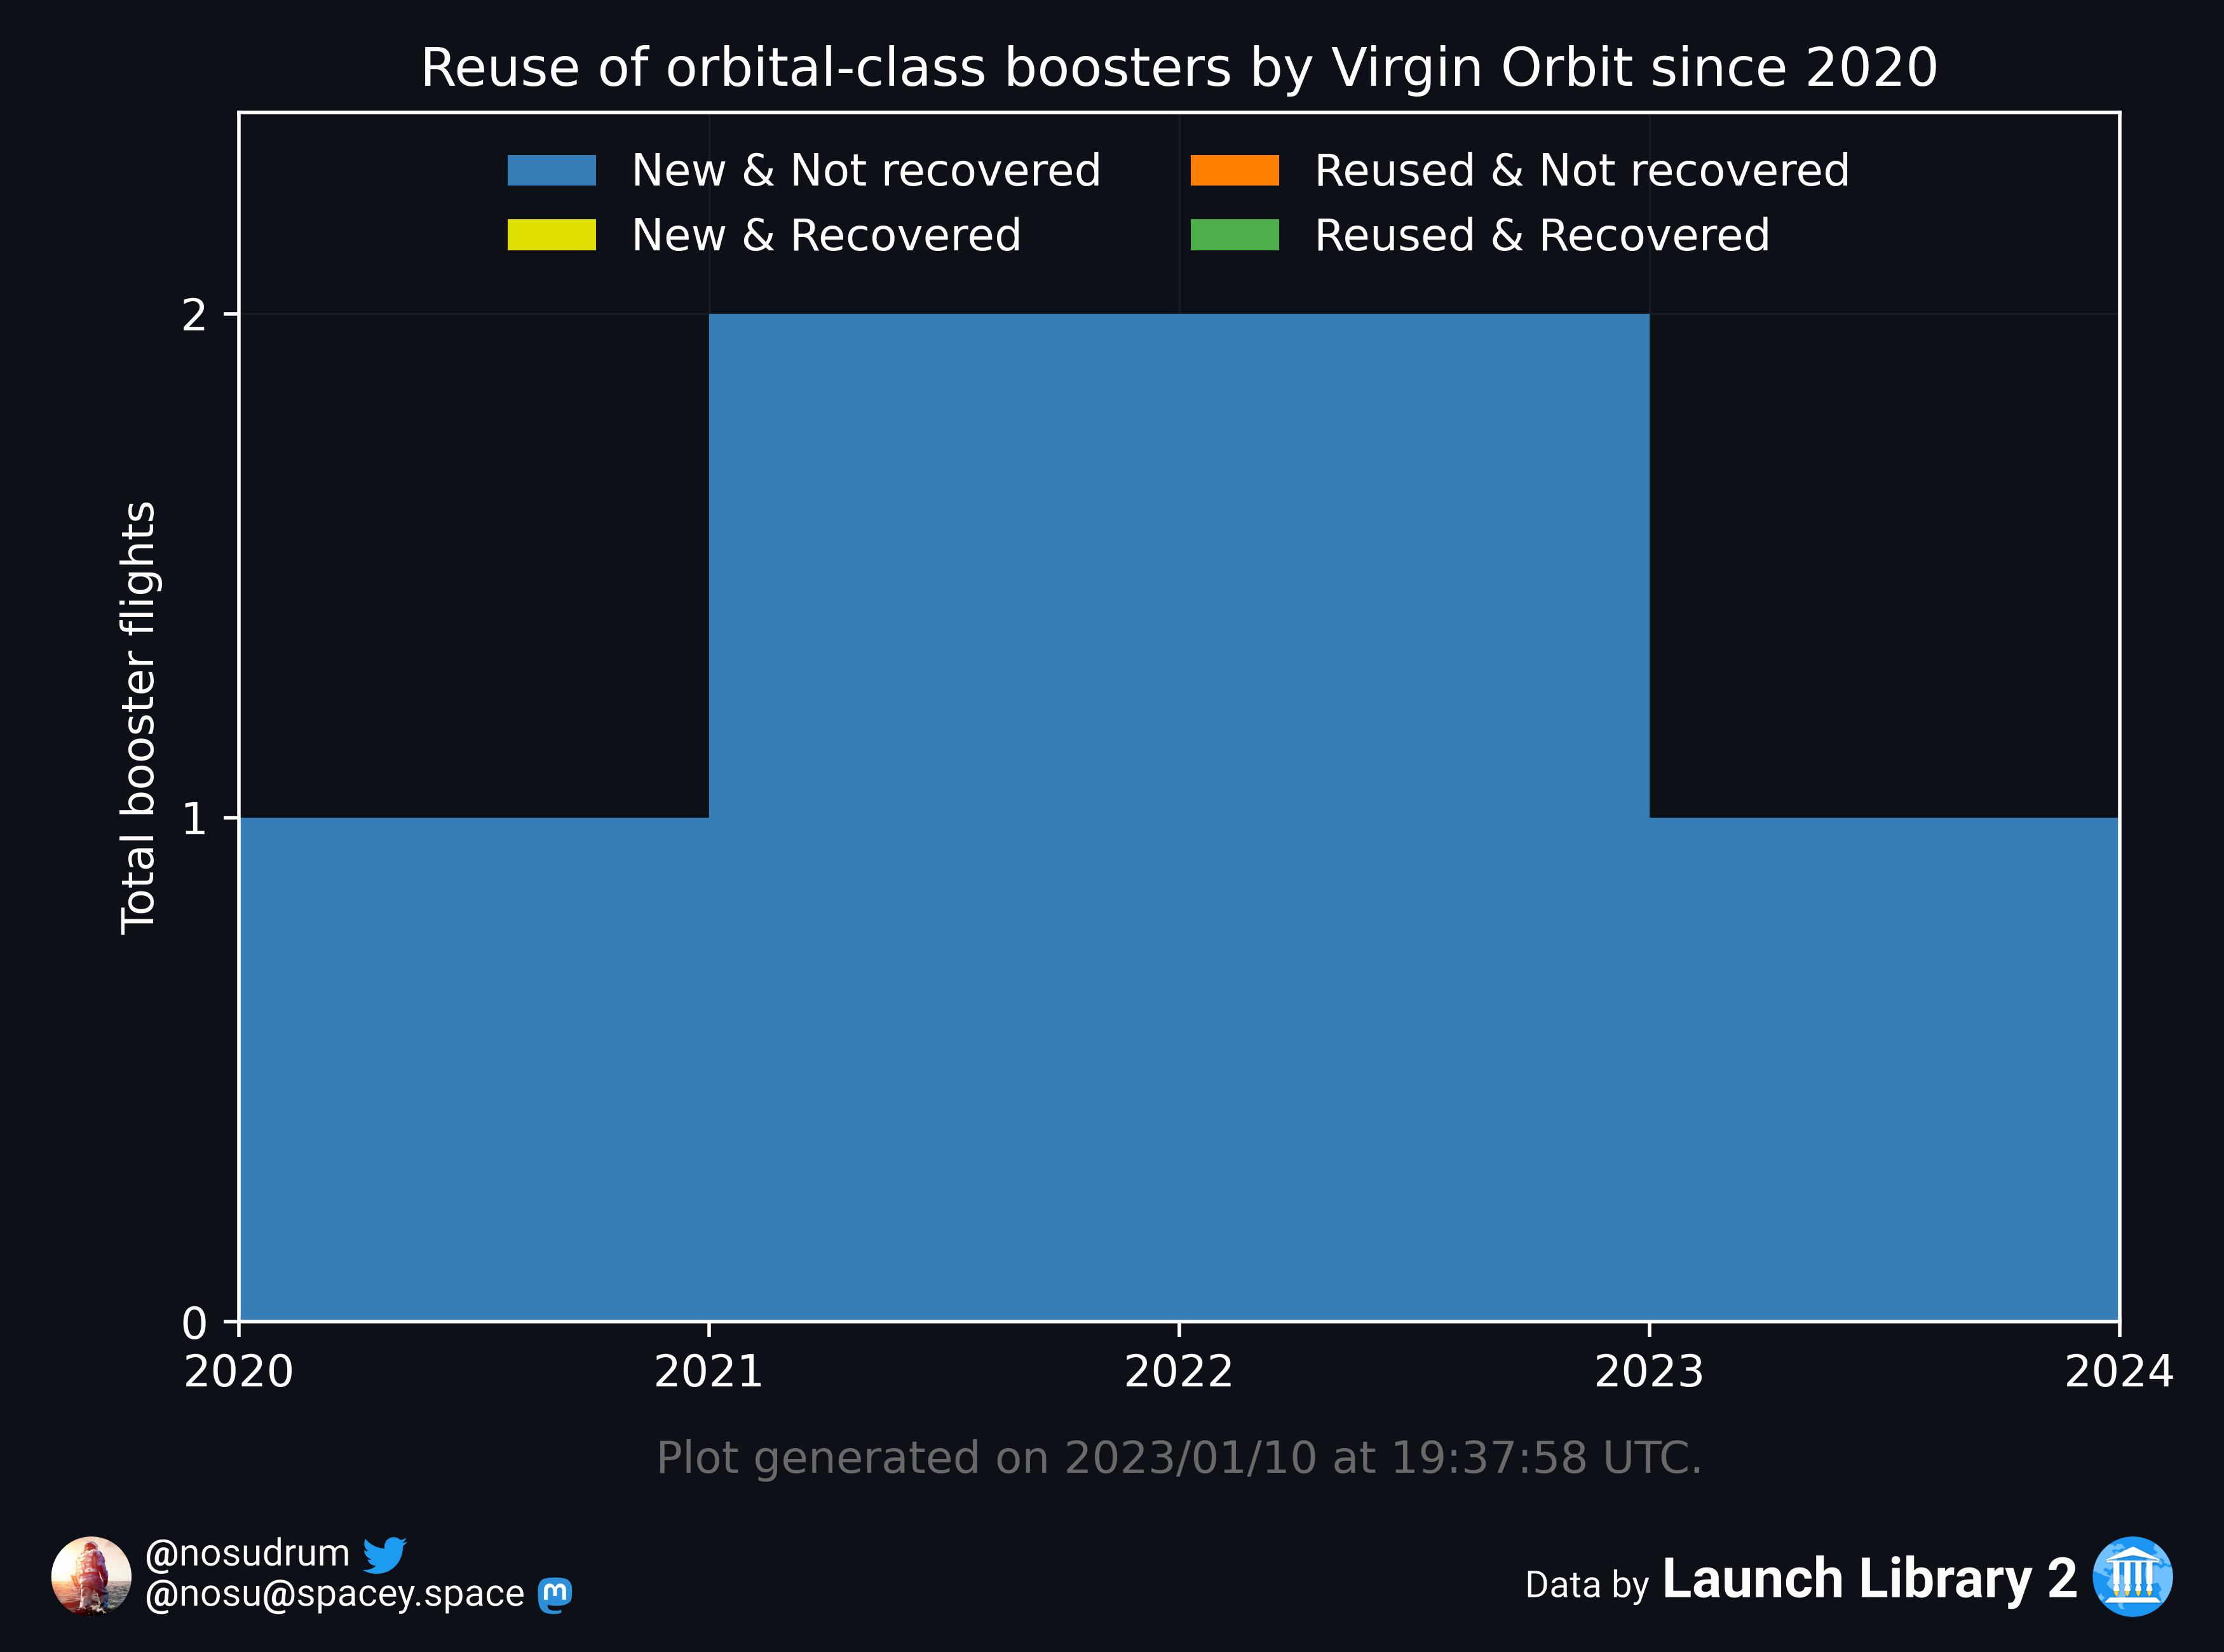 Reuse of orbital-class boosters by Virgin Orbit since 2020
New & Not recovered
New & Recovered
Reused & Not recovered
Reused & Recovered
Total booster flights
2
1
0
2020 2021 2022 2023 2024
Plot generated on 2023/01/10 at 19:37:58 UTC.
@nosudrum
@nosu@spacey.space
Data by Launch Library 2